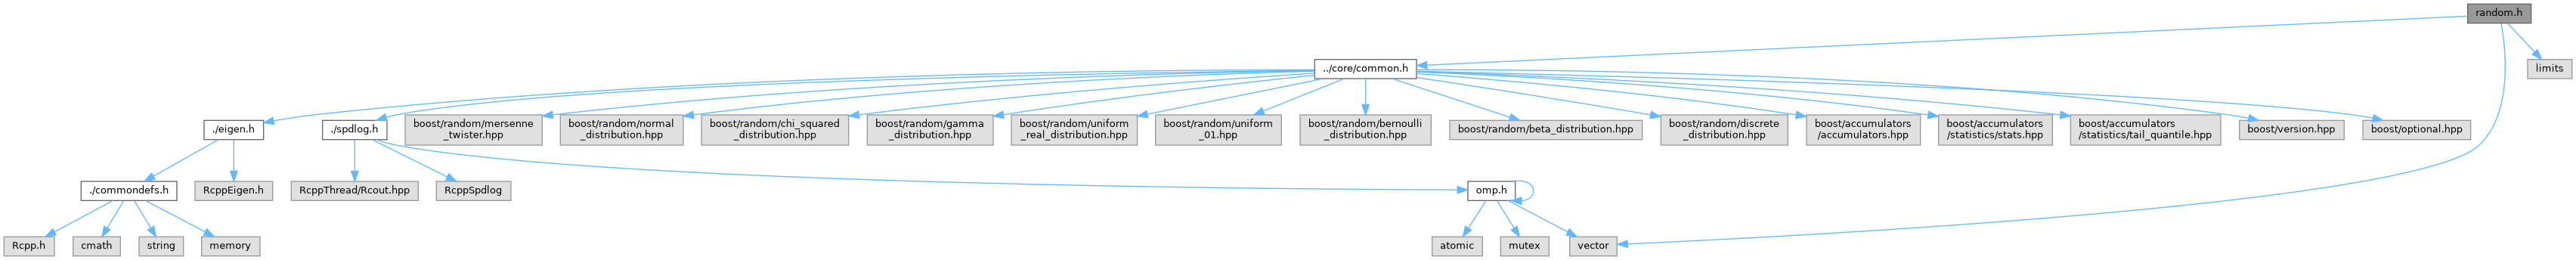 random.h
../core/common.h
limits
./eigen.h
./spdlog.h
boost/random/mersenne
_twister.hpp
boost/random/normal
_distribution.hpp
boost/random/chi_squared
_distribution.hpp
boost/random/gamma
_distribution.hpp
boost/random/uniform
_real_distribution.hpp
boost/random/uniform
_01.hpp
boost/random/bernoulli
_distribution.hpp
boost/random/beta_distribution.hpp
boost/random/discrete
_distribution.hpp
boost/accumulators
/accumulators.hpp
boost/accumulators
/statistics/stats.hpp
boost/accumulators
/statistics/tail_quantile.hpp
boost/version.hpp
boost/optional.hpp
./commondefs.h
RcppEigen.h
RcppThread/Rcout.hpp
RcppSpdlog
omp.h
Rcpp.h
cmath
string
memory
atomic
mutex
vector